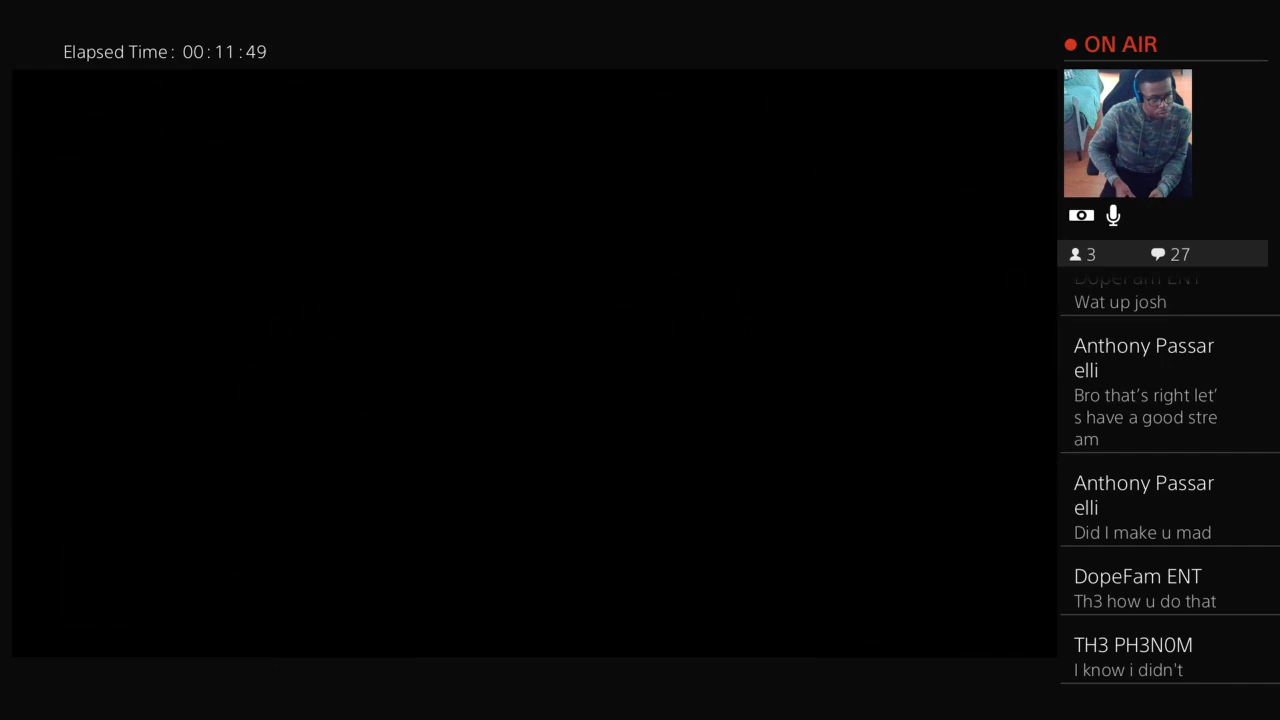 Elapsed Time: 00:11:49
ON AIR
3 27
DopeFam ENT
Wat up josh
Anthony Passar
elli
Bro that's right let'
s have a good stre
am
Anthony Passar
elli
Did I make u mad
DopeFam ENT
Th3 how u do that
TH3 PH3N0M
I know i didn't